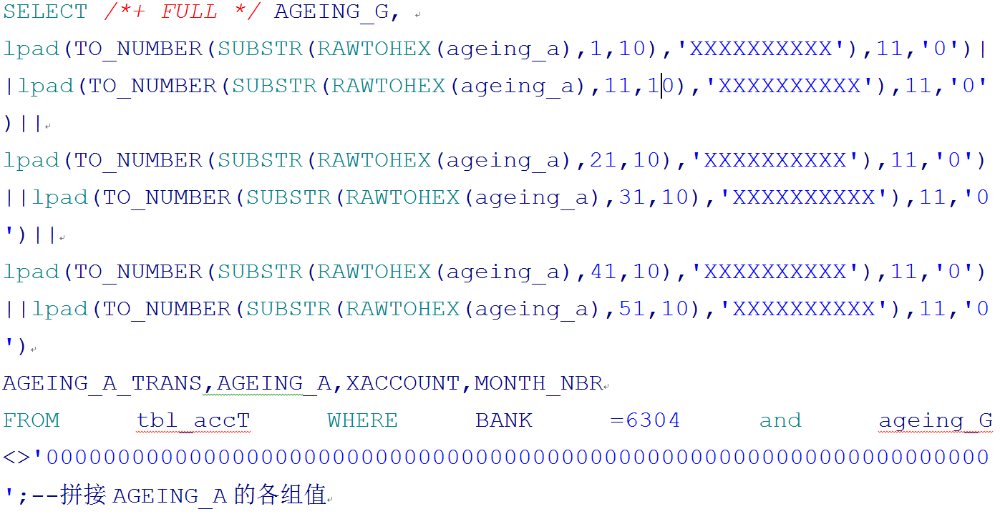 SELECT /*+ FULL */ AGEING_G,
lpad(TO_NUMBER(SUBSTR(RAWTOHEX(ageing_a),1,10),'XXXXXXXXXX'),11,'0')|
|lpad(TO_NUMBER(SUBSTR(RAWTOHEX(ageing_a),11,10),'XXXXXXXXXX'),11,'0'
)||
lpad(TO_NUMBER(SUBSTR(RAWTOHEX(ageing_a),21,10),'XXXXXXXXXX'),11,'0')
||lpad(TO_NUMBER(SUBSTR(RAWTOHEX(ageing_a),31,10),'XXXXXXXXXX'),11,'0
')||
lpad(TO_NUMBER(SUBSTR(RAWTOHEX(ageing_a),41,10),'XXXXXXXXXX'),11,'0')
||lpad(TO_NUMBER(SUBSTR(RAWTOHEX(ageing_a),51,10),'XXXXXXXXXX'),11,'0
')
AGEING_A_TRANS,AGEING_A,XACCOUNT,MONTH_NBR
FROM tbl_accT WHERE BANK =6304 and ageing_G
<>'000000000000000000000000000000000000000000000000000000000000000000
';--拼接 AGEING_A 的各组值